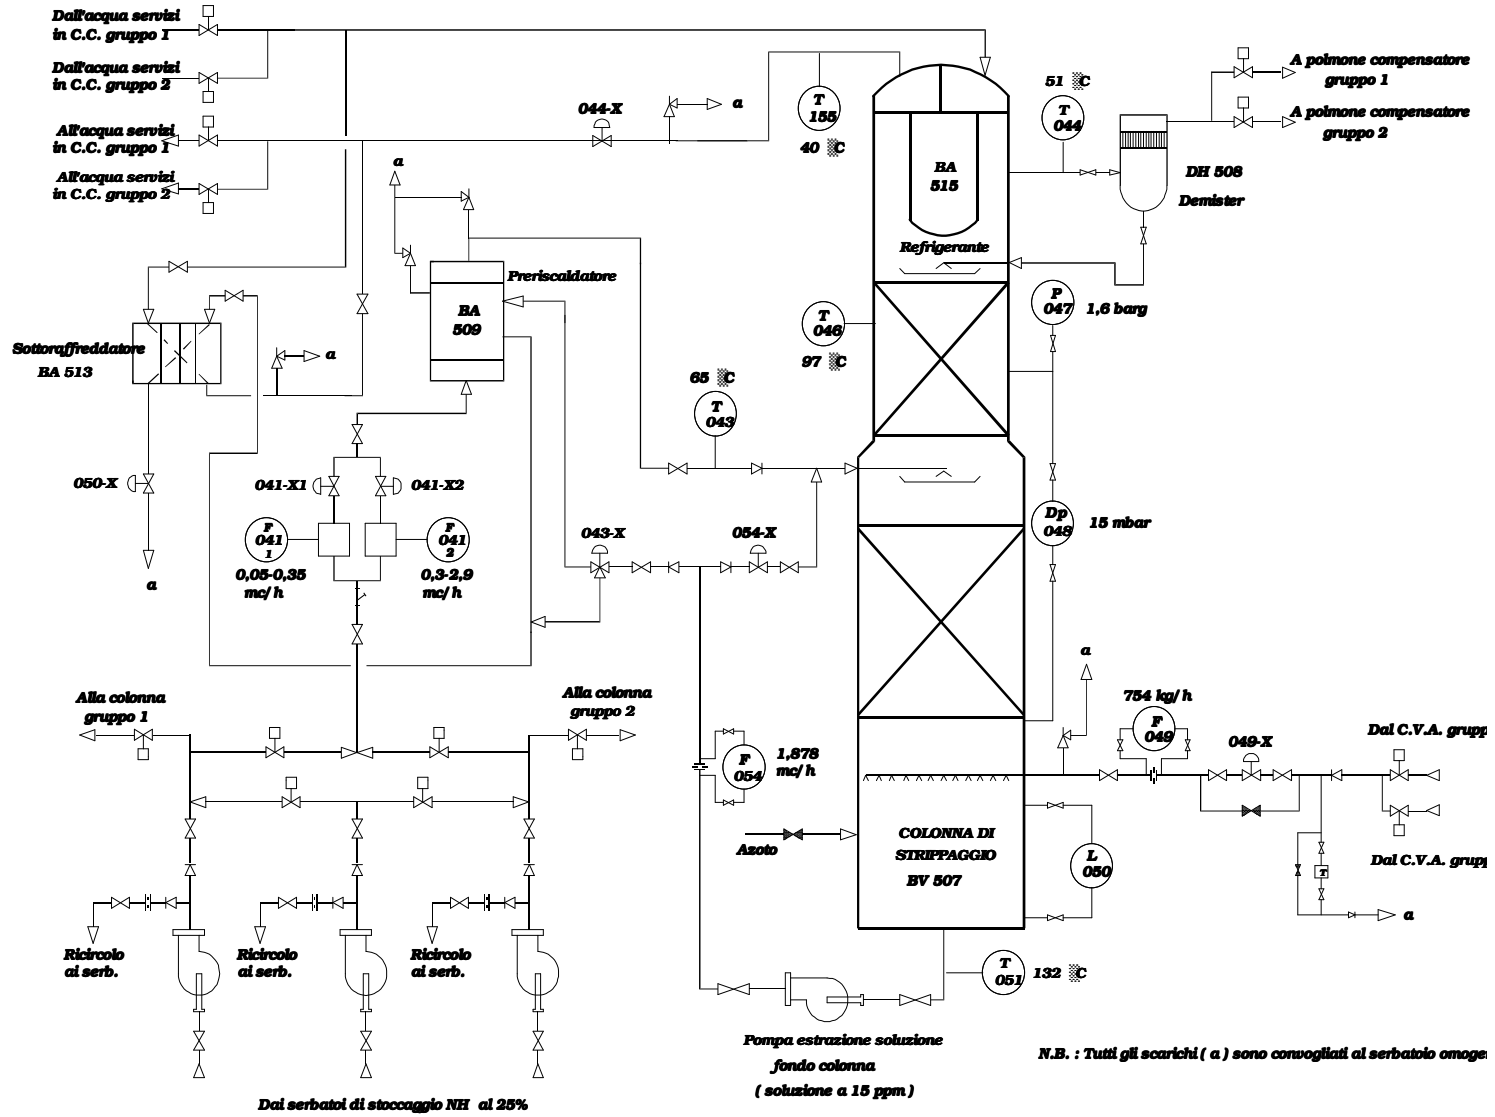 Dall'acqua servizi
in C.C. gruppo 1
Dall'acqua servizi
in C.C. gruppo 2
All'acqua servizi
in C.C. gruppo 1
All'acqua servizi
in C.C. gruppo 2
044-X
a
T
155
40 °C
51 °C
T
044
A polmone compensatore
gruppo 1
A polmone compensatore
gruppo 2
DH 508
Demister
BA
515
Refrigerante
a
Preriscaldatore
BA
509
Sottoraffreddatore
BA 513
a
T
046
97 °C
P
047
1,6 barg
65 °C
T
043
050-X
a
041-X1
041-X2
F
041
1
0,05-0,35
mc/h
F
041
2
0,3-2,9
mc/h
043-X
054-X
Dp
048
15 mbar
Alla colonna
gruppo 1
Alla colonna
gruppo 2
F
054
1,878
mc/h
Azoto
COLONNA DI
STRIPPAGGIO
BV 507
a
754 kg/h
F
049
049-X
Dal C.V.A. grupp
Dal C.V.A. grupp
L
050
T
a
Ricircolo
ai serb.
Ricircolo
ai serb.
Ricircolo
ai serb.
T
051
132 °C
Pompa estrazione soluzione
fondo colonna
( soluzione a 15 ppm )
N.B. : Tutti gli scarichi ( a ) sono convogliati al serbatoio omoge
Dai serbatoi di stoccaggio NH al 25%